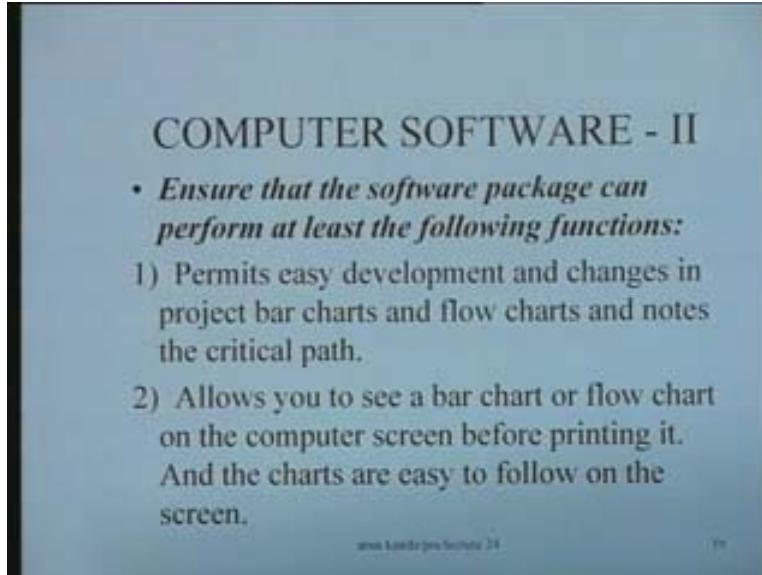 COMPUTER SOFTWARE - II
• Ensure that the software package can
perform at least the following functions:
1) Permits easy development and changes in
project bar charts and flow charts and notes
the critical path.
2) Allows you to see a bar chart or flow chart
on the computer screen before printing it.
And the charts are easy to follow on the
screen.
24